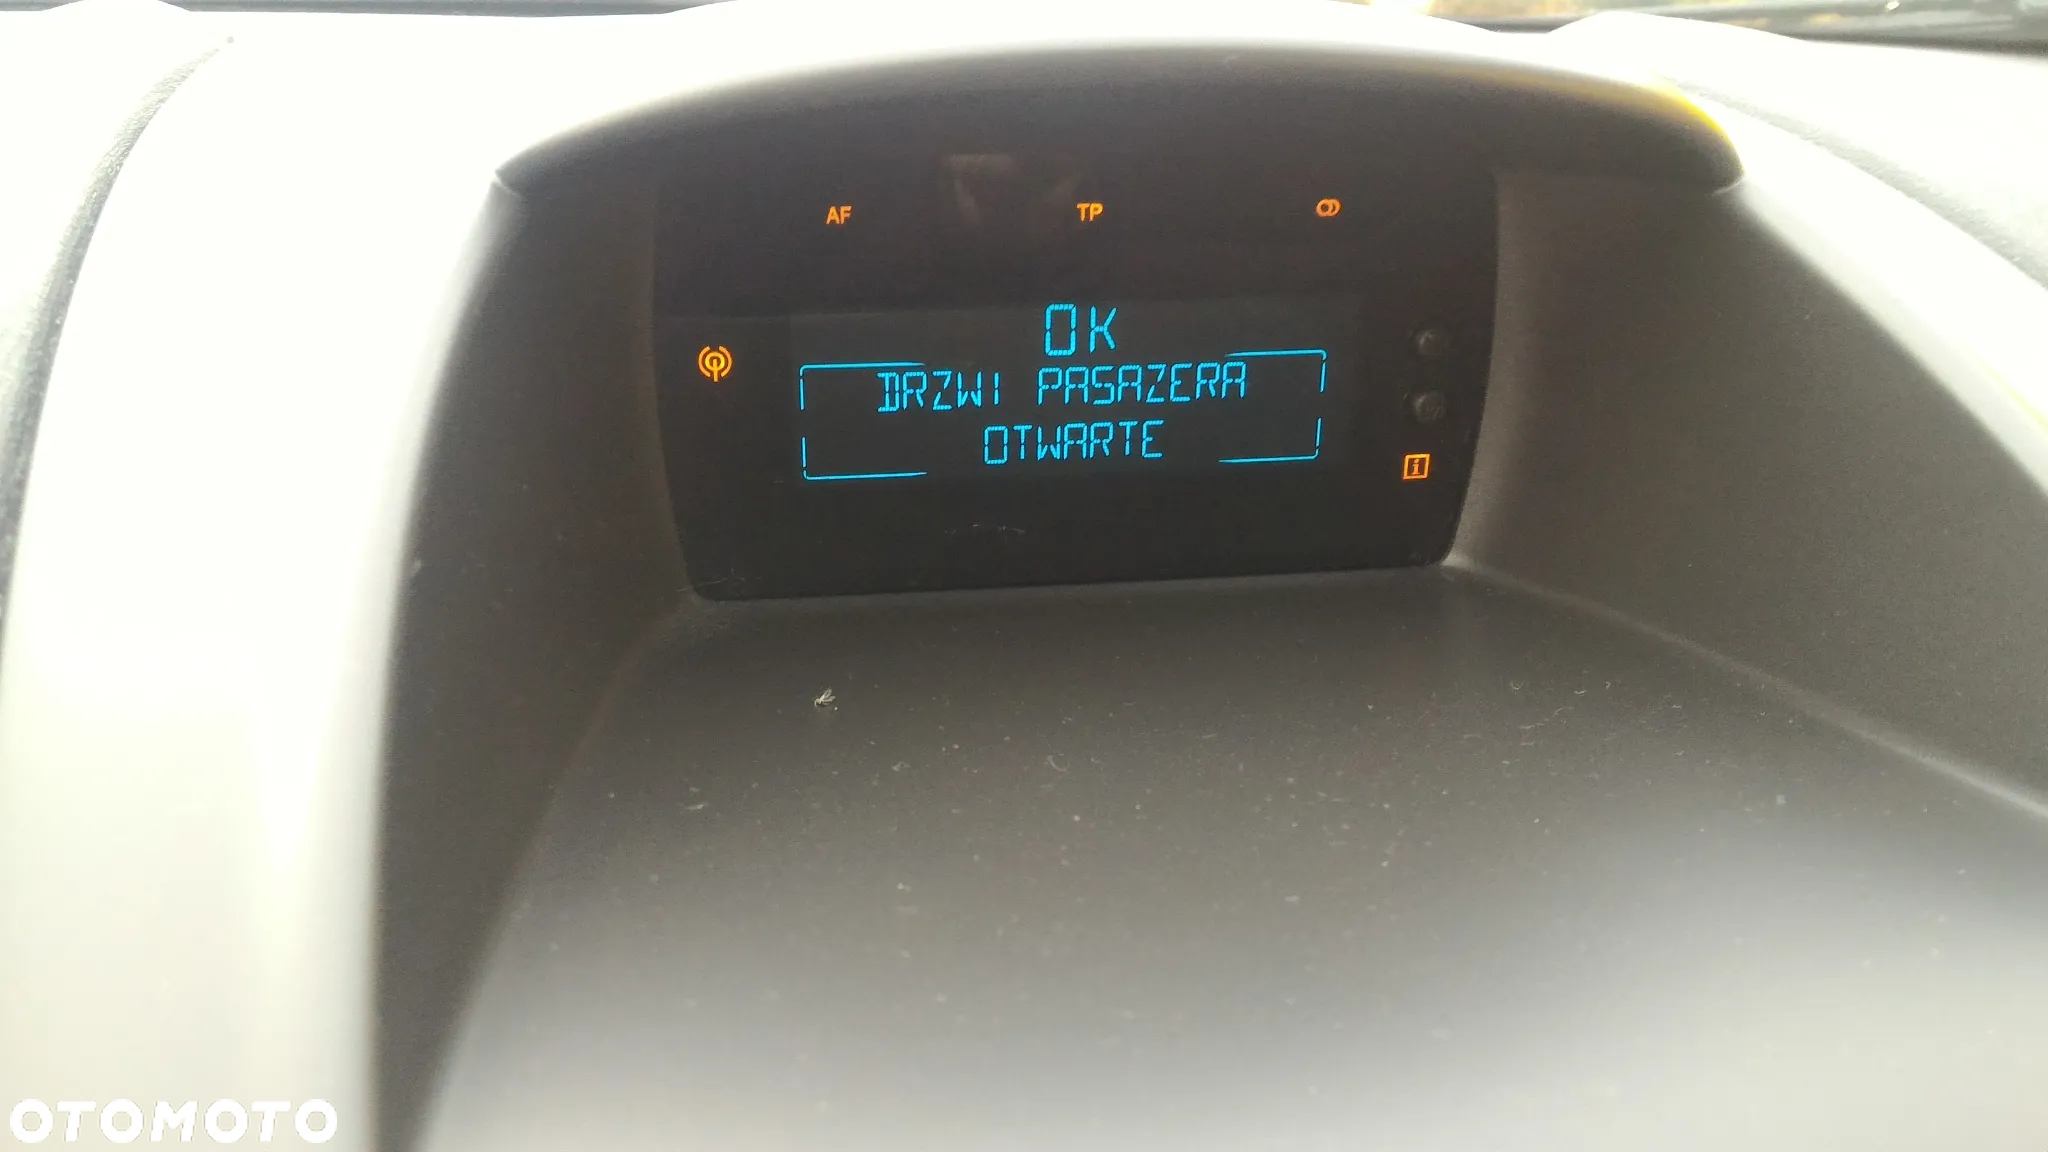 AF TP
OK
DRZWI PASAZERA
OTWARTE
i
OTOMOTO